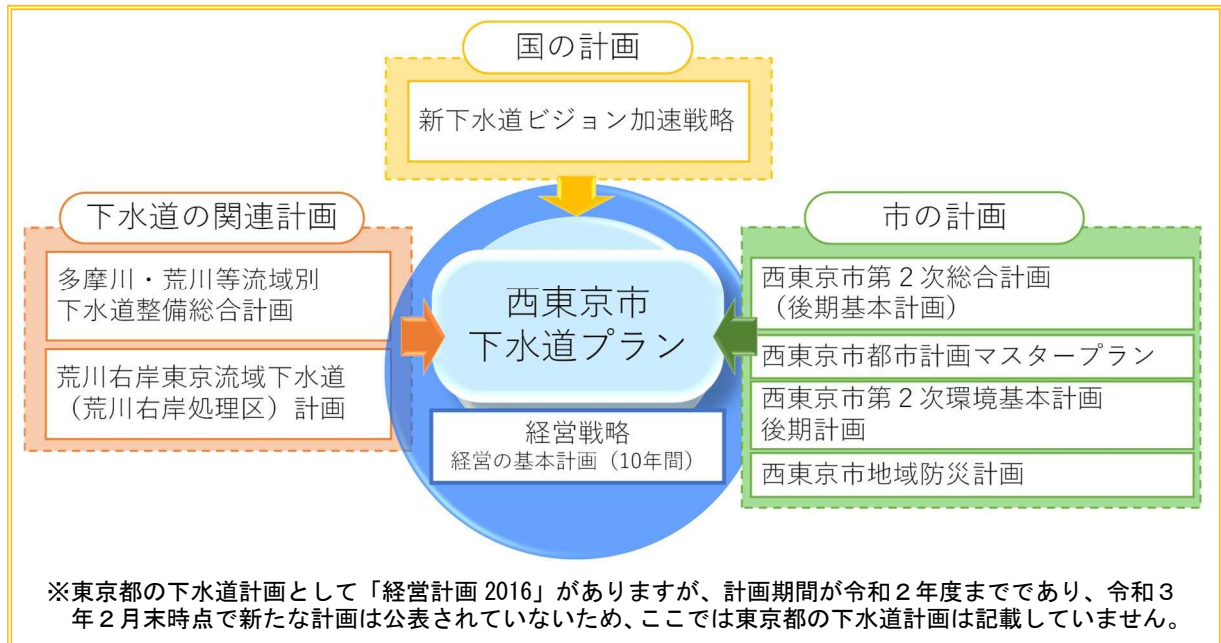 国の計画
新下水道ビジョン加速戦略
下水道の関連計画
多摩川・荒川等流域別
下水道整備総合計画
荒川右岸東京流域下水道
（荒川右岸処理区）計画
西東京市
下水道プラン
経営戦略
経営の基本計画（10年間）
市の計画
西東京市第２次総合計画
（後期基本計画）
西東京市都市計画マスタープラン
西東京市第２次環境基本計画
後期計画
西東京市地域防災計画
※東京都の下水道計画として「経営計画 2016」がありますが、計画期間が令和２年度までであり、令和３
年２月末時点で新たな計画は公表されていないため、ここでは東京都の下水道計画は記載していません。